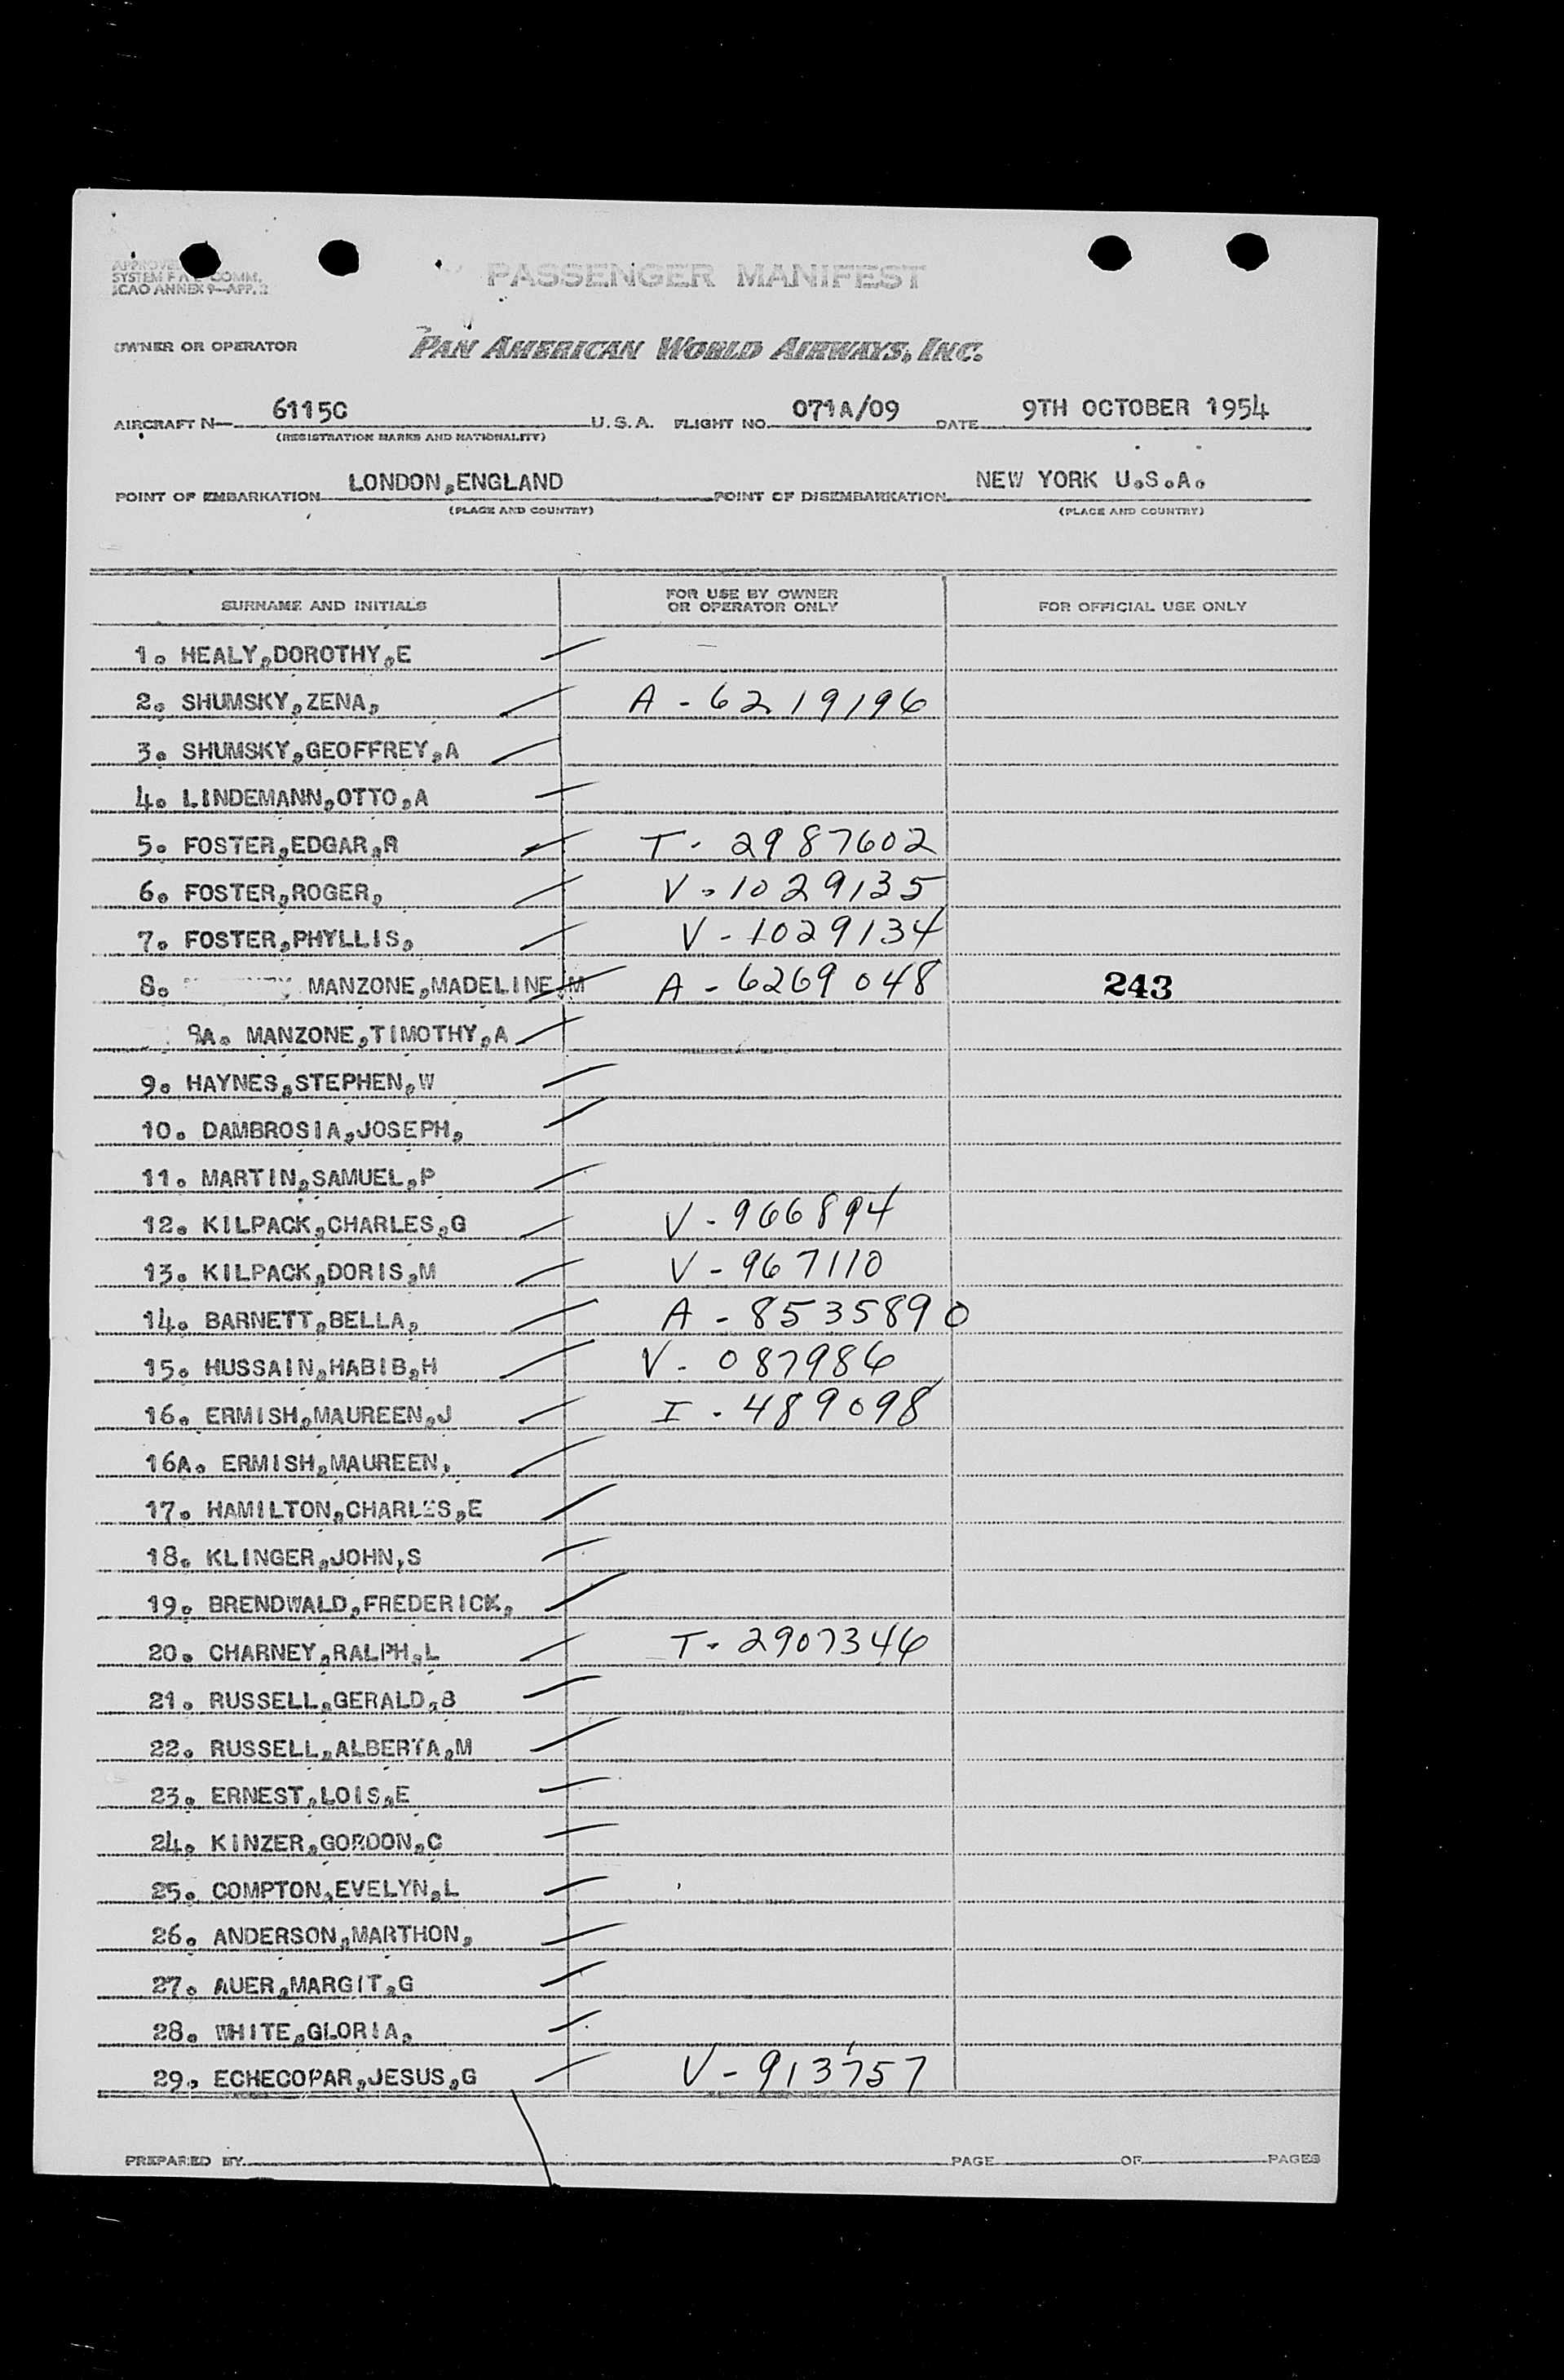 APPROVED
SYSTEM F A L COMM.
ICAO ANNEX 9—APP. 2
PASSENGER MANIFEST
OWNER OR OPERATOR PAN AMERICAN WORLD AIRWAYS, INC.
AIRCRAFT N— 6115C U.S.A. FLIGHT NO. 071A/09 DATE 9TH OCTOBER 1954
(REGISTRATION MARKS AND NATIONALITY)
POINT OF EMBARKATION LONDON,ENGLAND POINT OF DISEMBARKATION NEW YORK U.S.A.
(PLACE AND COUNTRY) (PLACE AND COUNTRY)
SURNAME AND INITIALS FOR USE BY OWNER OR OPERATOR ONLY FOR OFFICIAL USE ONLY
1. HEALY,DOROTHY,E
2. SHUMSKY,ZENA, A - 6219196
3. SHUMSKY,GEOFFREY,A
4. LINDEMANN,OTTO,A
5. FOSTER,EDGAR,R T - 2987602
6. FOSTER,ROGER, V - 1029135
7. FOSTER,PHYLLIS, V - 1029134
8. MANZONE,MADELINE,M A - 6269048 243
8A. MANZONE,TIMOTHY,A
9. HAYNES,STEPHEN,W
10. DAMBROSIA,JOSEPH,
11. MARTIN,SAMUEL,P
12. KILPACK,CHARLES,G V - 966894
13. KILPACK,DORIS,M V - 967110
14. BARNETT,BELLA, A - 8535890
15. HUSSAIN,HABIB,H V - 087986
16. ERMISH,MAUREEN,J I - 489098
16A. ERMISH,MAUREEN,
17. HAMILTON,CHARLES,E
18. KLINGER,JOHN,S
19. BRENDWALD,FREDERICK,
20. CHARNEY,RALPH,L T - 2907346
21. RUSSELL,GERALD,B
22. RUSSELL,ALBERTA,M
23. ERNEST,LOIS,E
24. KINZER,GORDON,C
25. COMPTON,EVELYN,L
26. ANDERSON,MARTHON,
27. AUER,MARGIT,G
28. WHITE,GLORIA,
29. ECHECOPAR,JESUS,G V - 913757
PREPARED BY PAGE OF PAGES